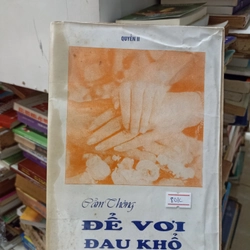 QUYỂN II
Cảm Thông
ĐỂ VƠI
ĐAU KHỔ